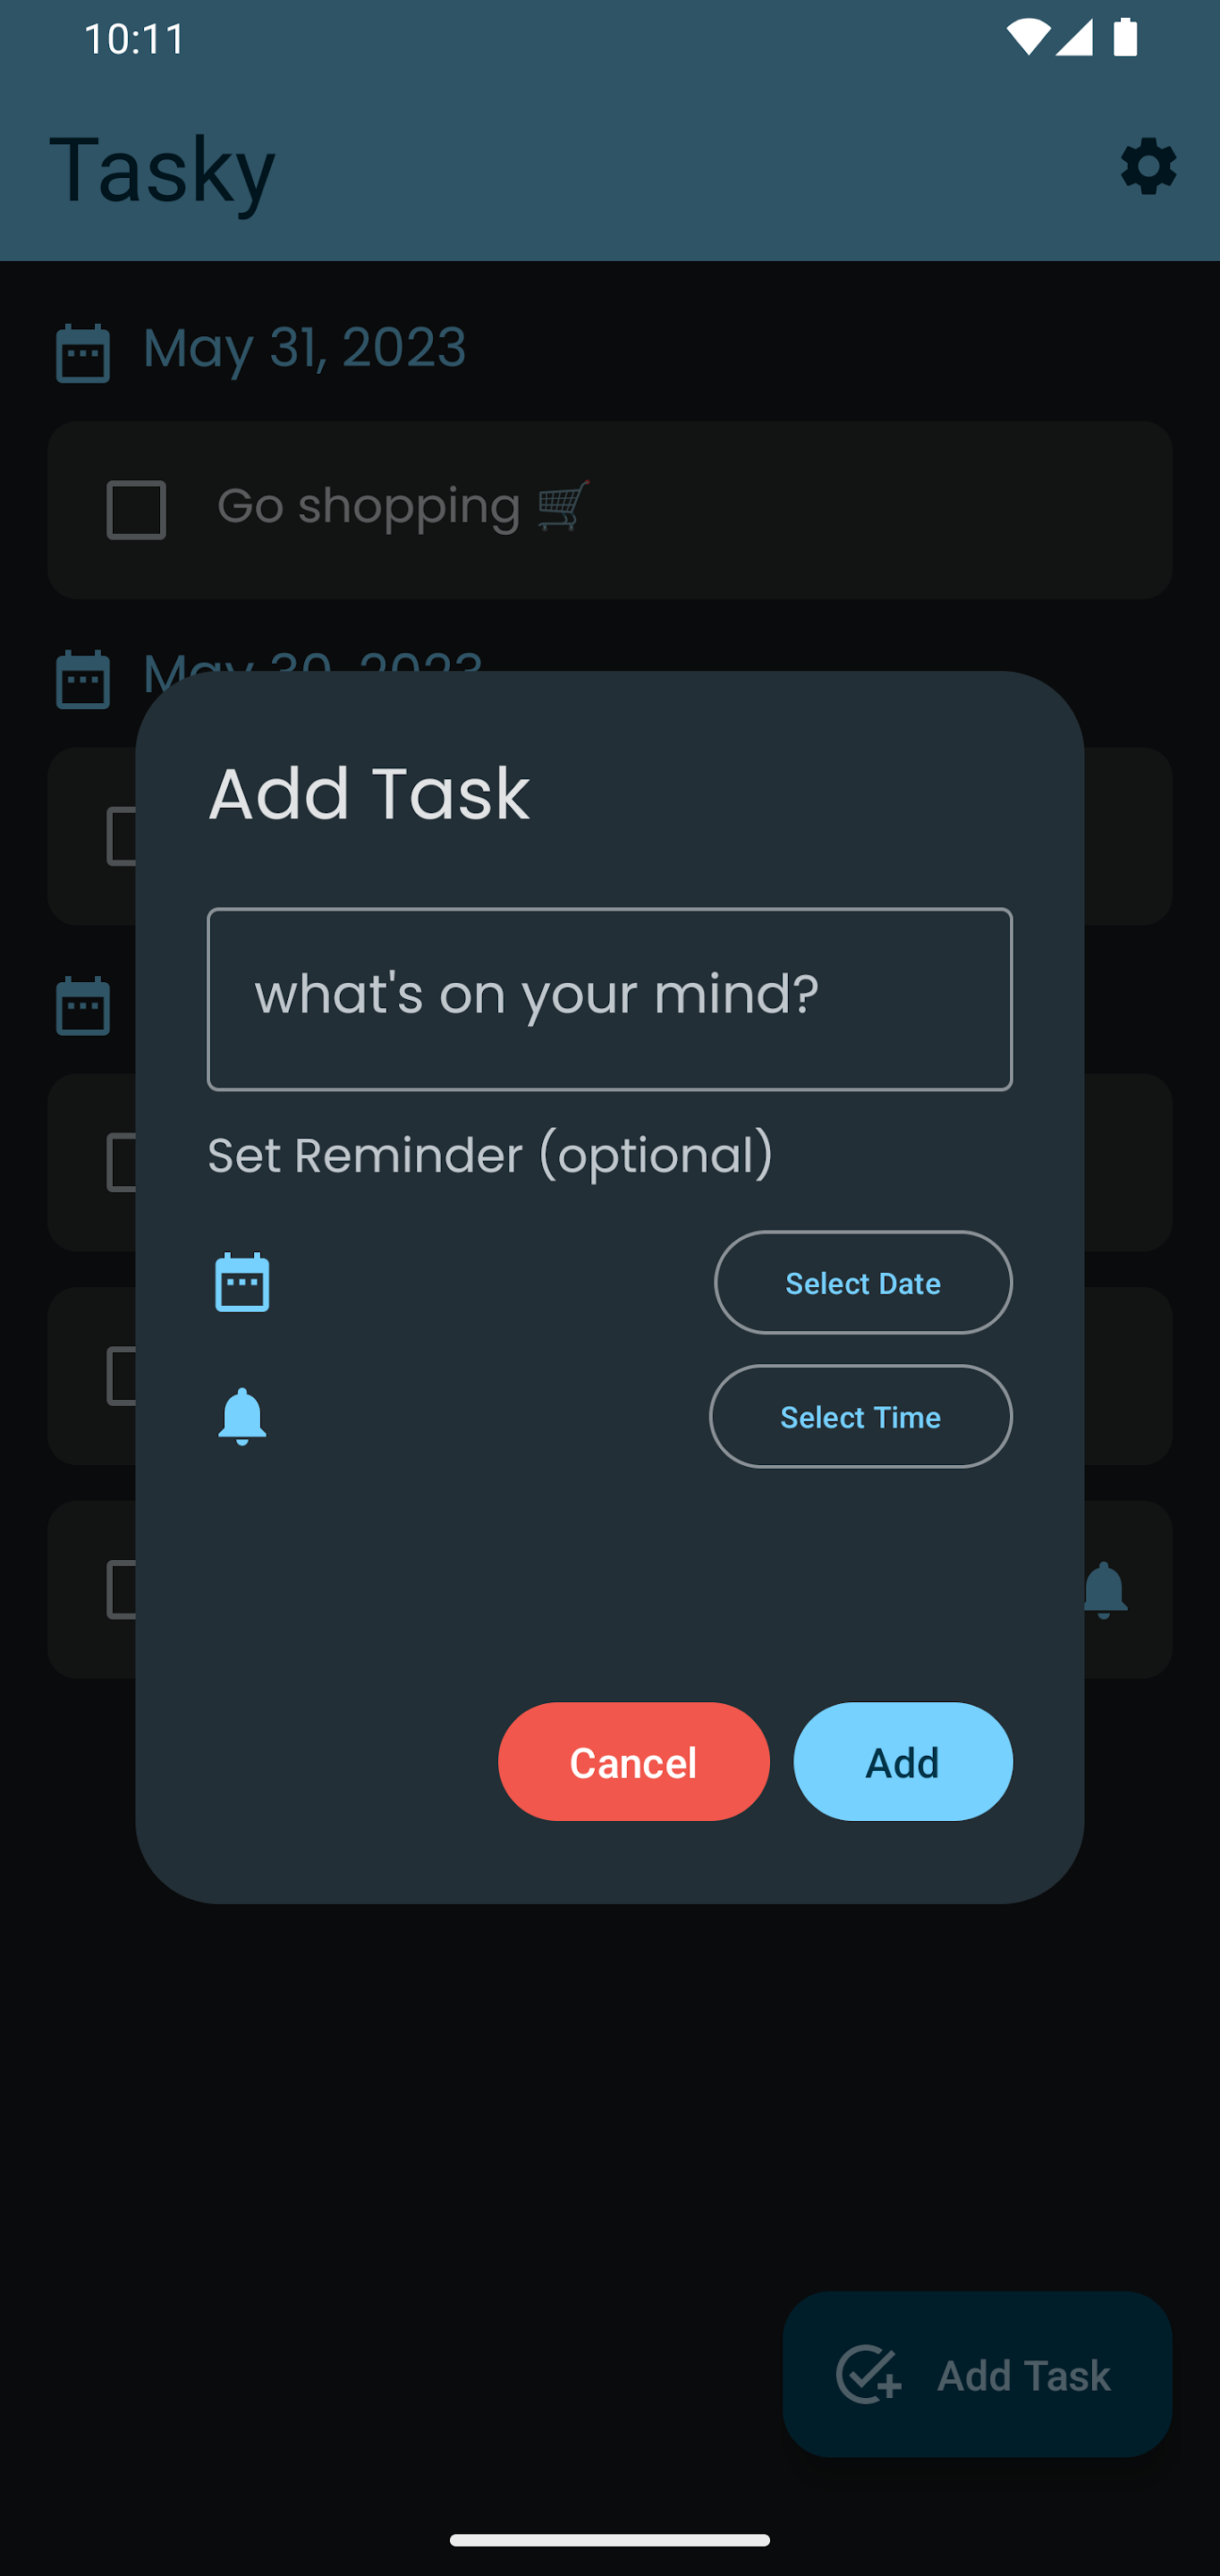 10:11
Tasky
May 31, 2023
Go shopping 🛒
May 30, 2023
Add Task
what's on your mind?
Set Reminder (optional)
Select Date
Select Time
Cancel
Add
Add Task